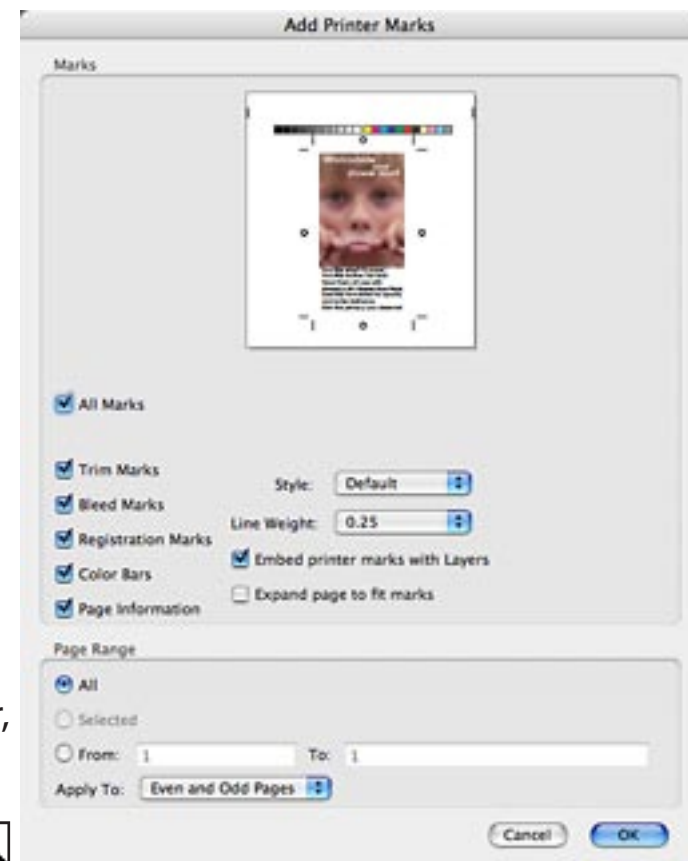 Add Printer Marks
Marks
All Marks
Trim Marks
Style: Default
Bleed Marks
Line Weight: 0.25
Registration Marks
Embed printer marks with Layers
Color Bars
Expand page to fit marks
Page Information
Page Range
All
Selected
From: 1 To: 1
Apply To: Even and Odd Pages
Cancel OK